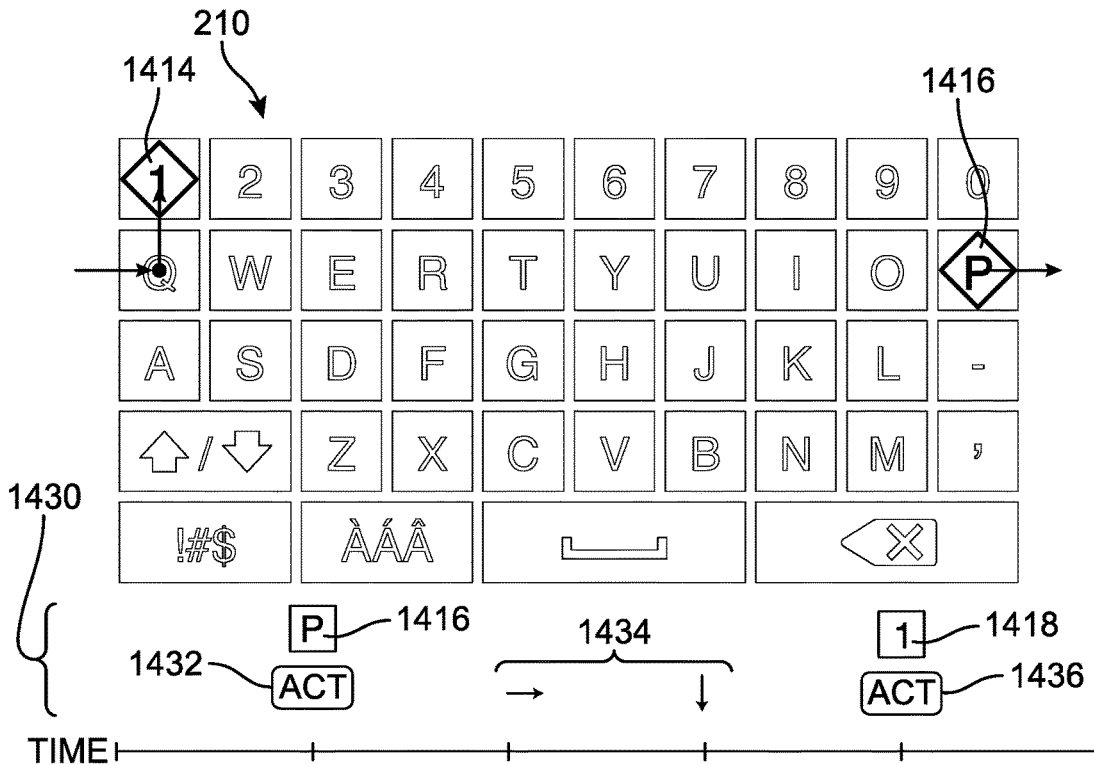 210
1414
1416
1 2 3 4 5 6 7 8 9 0
Q W E R T Y U I O P
A S D F G H J K L -
/ Z X C V B N M ,
!#$ ÀÁÂ
1430
P 1416 1434 1 1418
1432 ACT ACT 1436
TIME